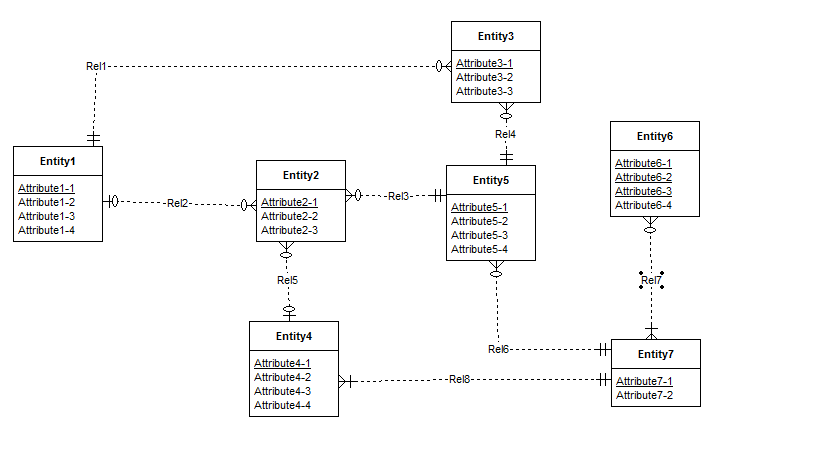 Entity3
Attribute3-1
Attribute3-2
Attribute3-3
Rel1
Rel4
Entity6
Attribute6-1
Attribute6-2
Attribute6-3
Attribute6-4
Entity1
Attribute1-1
Attribute1-2
Attribute1-3
Attribute1-4
Rel2
Entity2
Attribute2-1
Attribute2-2
Attribute2-3
Rel3
Entity5
Attribute5-1
Attribute5-2
Attribute5-3
Attribute5-4
Rel5
Rel7
Entity4
Attribute4-1
Attribute4-2
Attribute4-3
Attribute4-4
Rel6
Rel8
Entity7
Attribute7-1
Attribute7-2